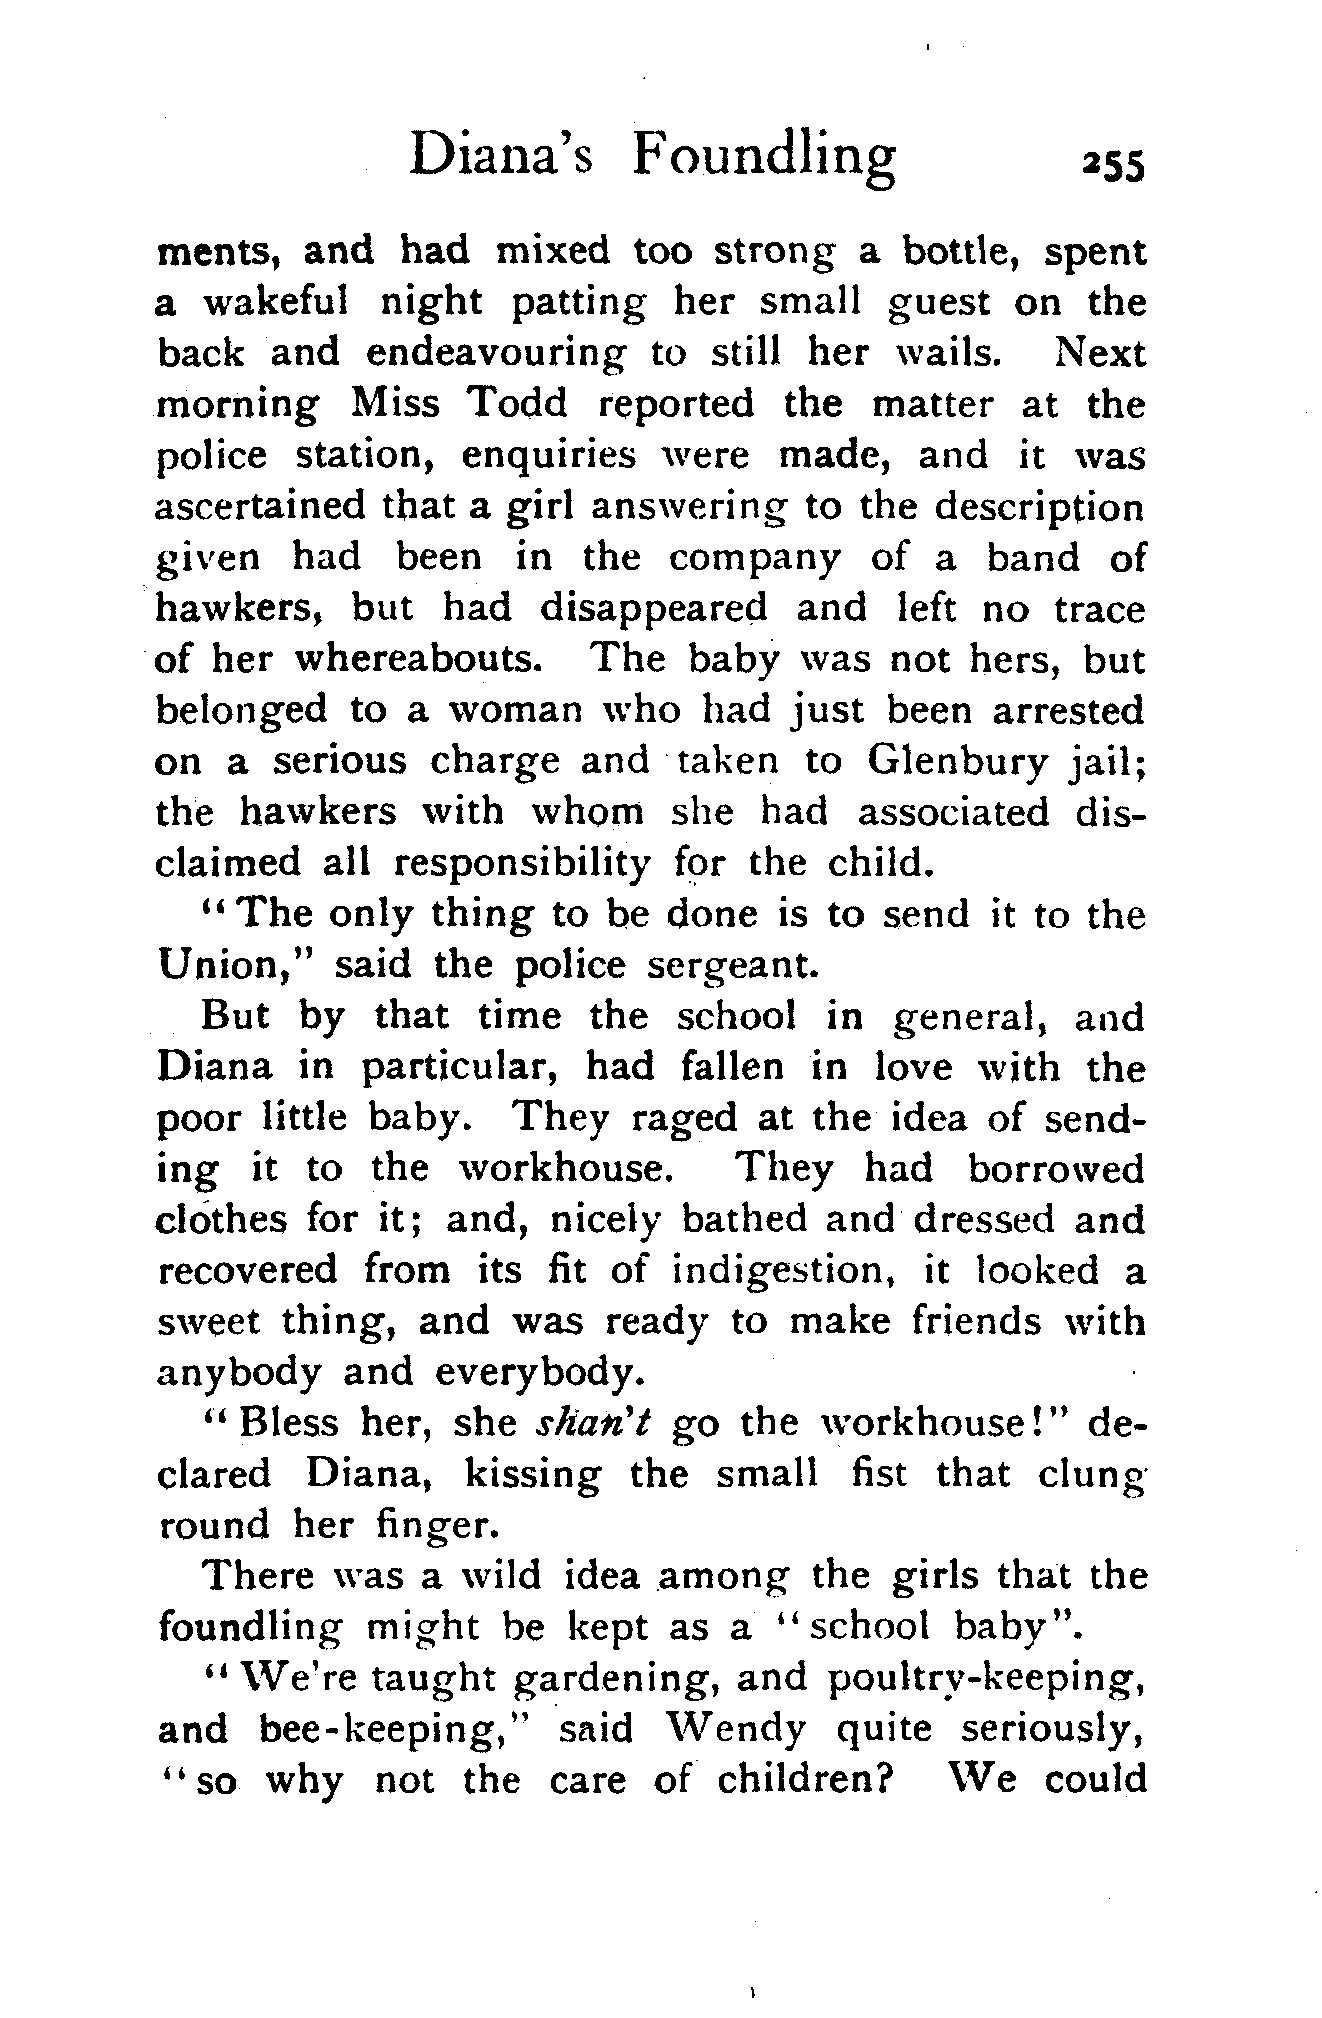 Diana's Foundling 255
ments, and had mixed too strong a bottle, spent
a wakeful night patting her small guest on the
back and endeavouring to still her wails. Next
morning Miss Todd reported the matter at the
police station, enquiries were made, and it was
ascertained that a girl answering to the description
given had been in the company of a band of
hawkers, but had disappeared and left no trace
of her whereabouts. The baby was not hers, but
belonged to a woman who had just been arrested
on a serious charge and taken to Glenbury jail;
the hawkers with whom she had associated dis-
claimed all responsibility for the child.
"The only thing to be done is to send it to the
Union," said the police sergeant.
But by that time the school in general, and
Diana in particular, had fallen in love with the
poor little baby. They raged at the idea of send-
ing it to the workhouse. They had borrowed
clothes for it; and, nicely bathed and dressed and
recovered from its fit of indigestion, it looked a
sweet thing, and was ready to make friends with
anybody and everybody.
"Bless her, she shan't go the workhouse!" de-
clared Diana, kissing the small fist that clung
round her finger.
There was a wild idea among the girls that the
foundling might be kept as a "school baby".
"We're taught gardening, and poultry-keeping,
and bee-keeping," said Wendy quite seriously,
"so why not the care of children? We could